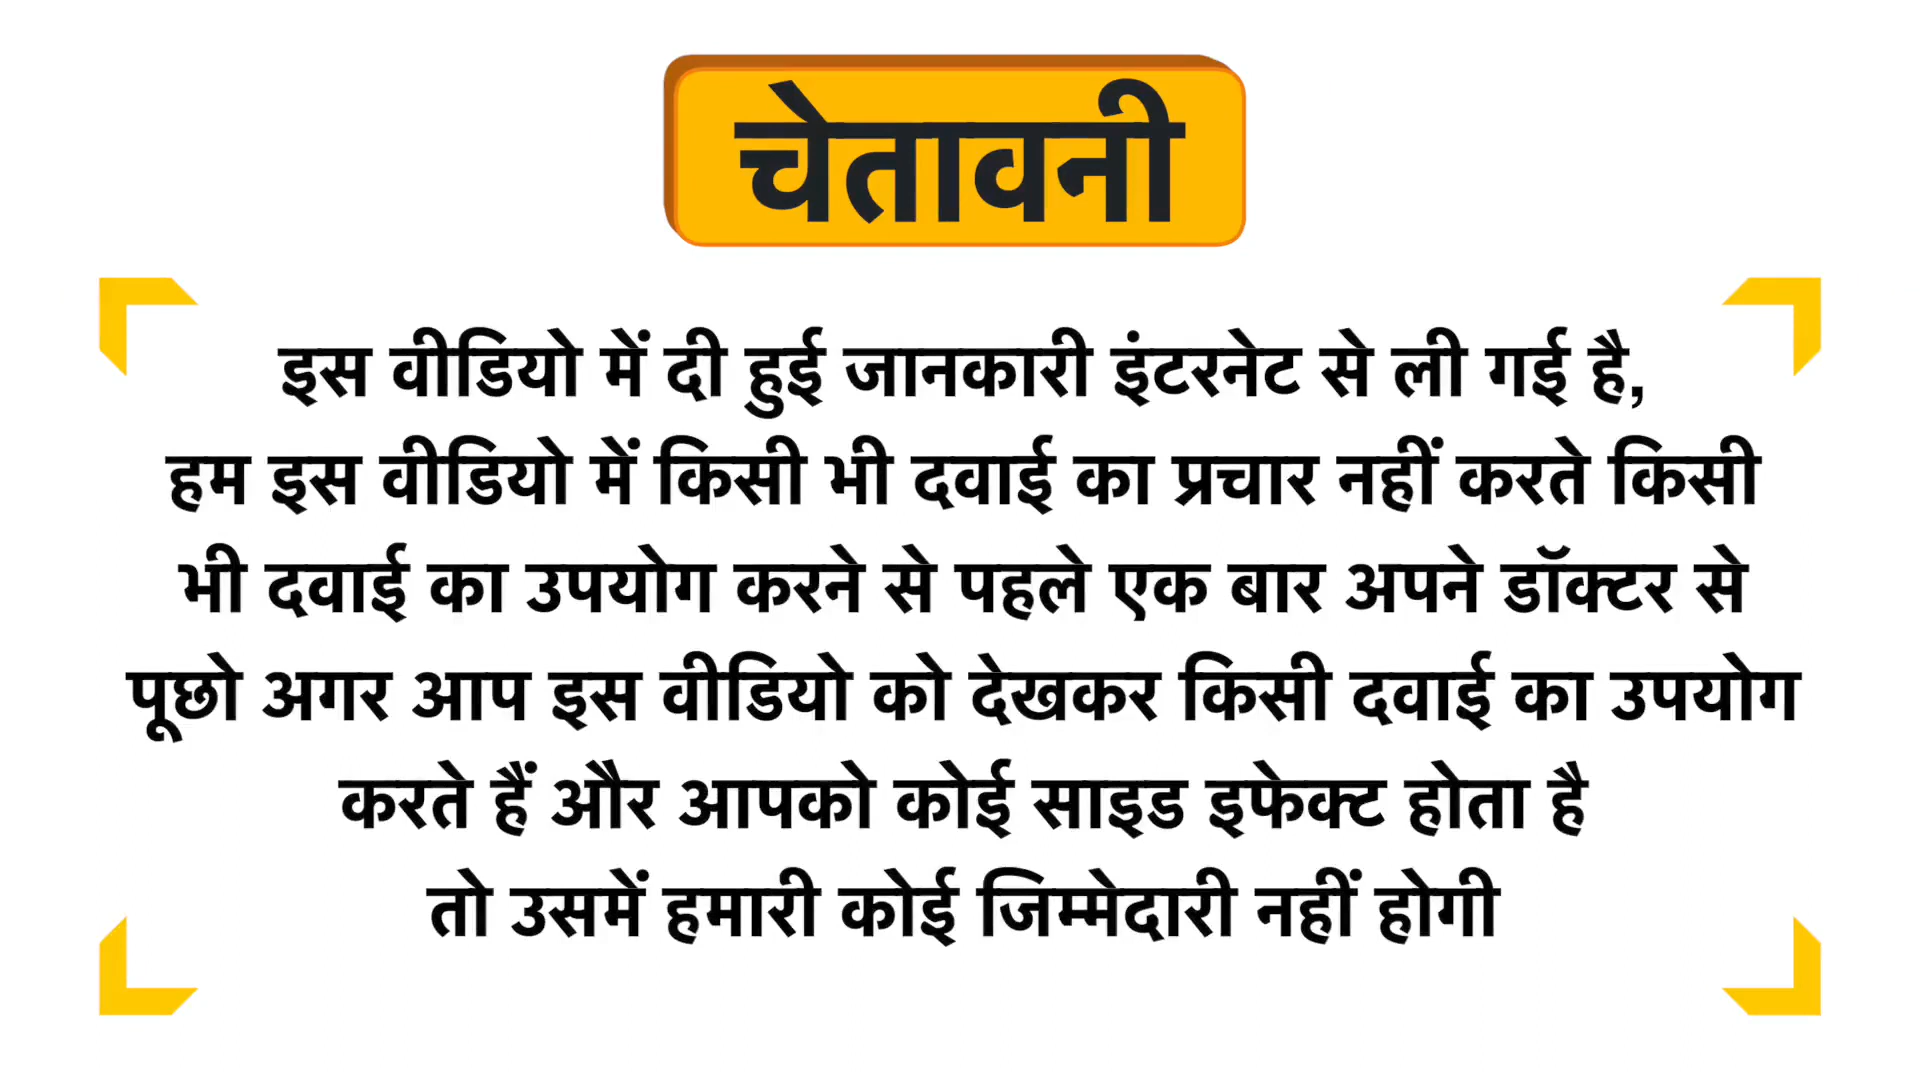 चेतावनी
इस वीडियो में दी हुई जानकारी इंटरनेट से ली गई है,
हम इस वीडियो में किसी भी दवाई का प्रचार नहीं करते किसी
भी दवाई का उपयोग करने से पहले एक बार अपने डॉक्टर से
पूछो अगर आप इस वीडियो को देखकर किसी दवाई का उपयोग
करते हैं और आपको कोई साइड इफेक्ट होता है
तो उसमें हमारी कोई जिम्मेदारी नहीं होगी